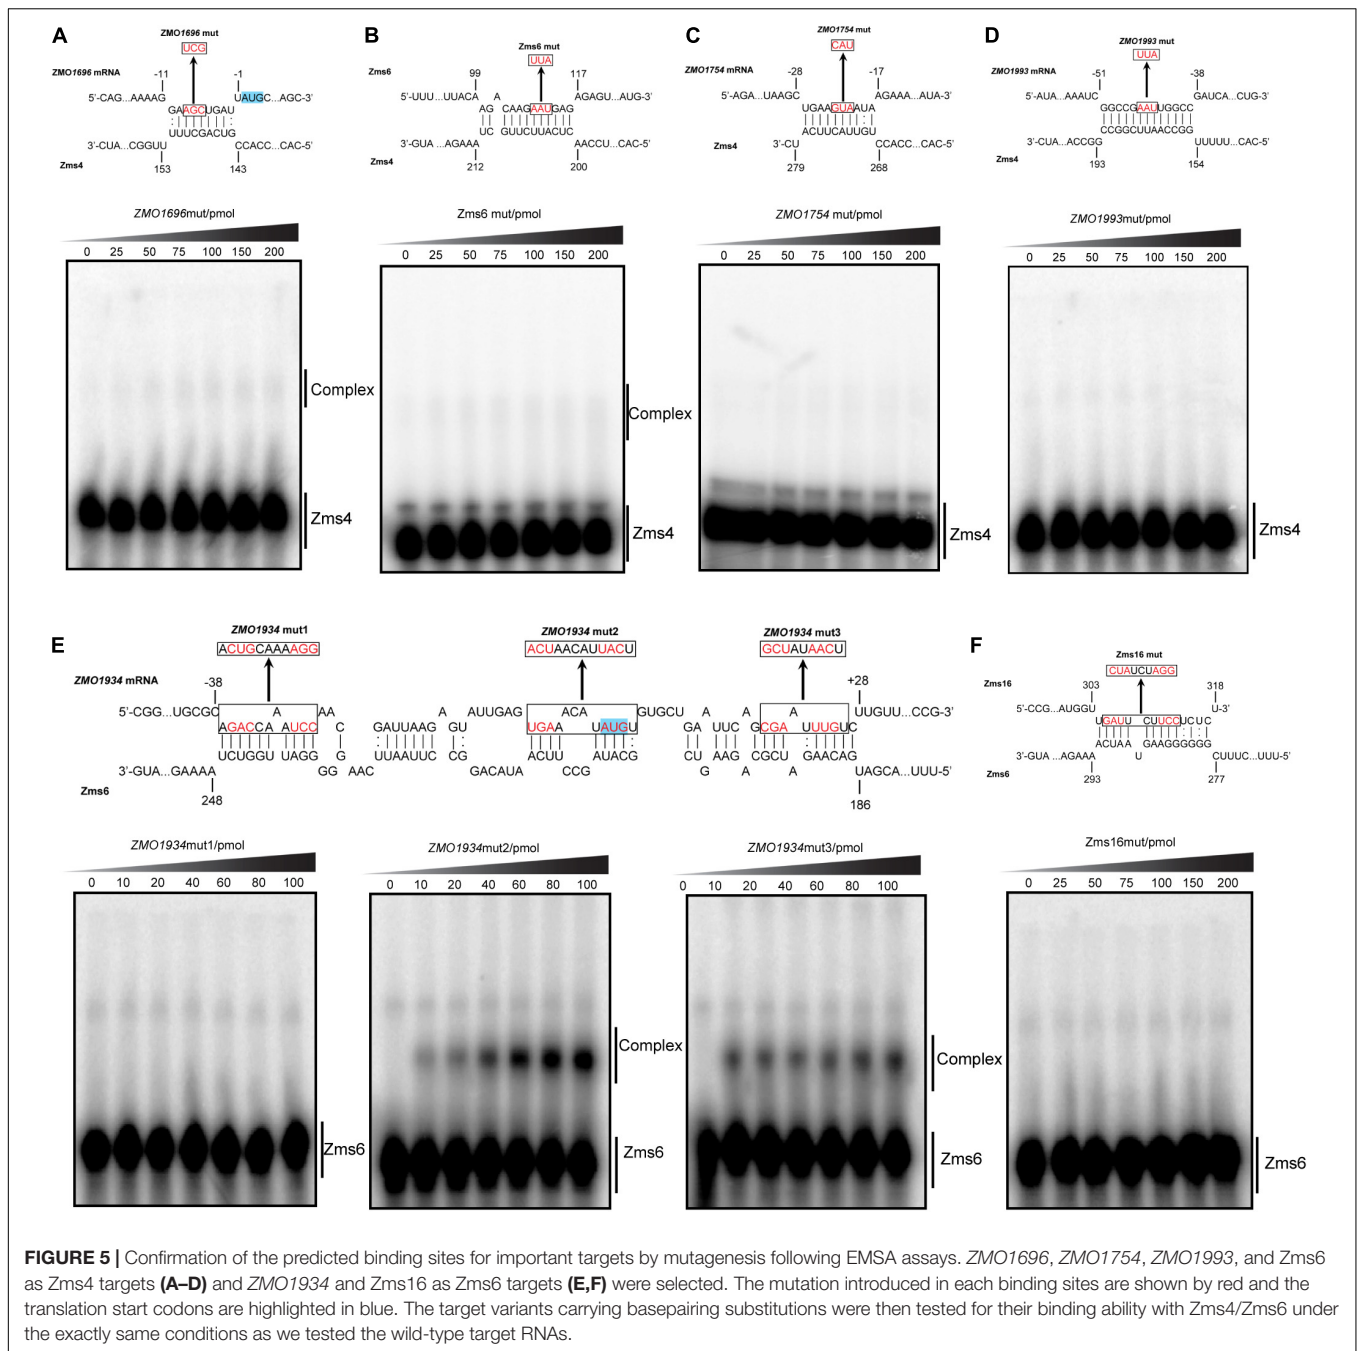 A
ZMO1696 mut
UCG
ZMO1696 mRNA
-11 -1
5'-CAG...AAAAG UAUGC...AGC-3'
GAAGCUGAU
UUUCGACUG
3'-CUA...CGGUU CCACC...CAC-5'
Zms4
153 143
ZMO1696mut/pmol
0 25 50 75 100 150 200
Complex
Zms4
B
Zms6 mut
UUA
Zms6
99 117
5'-UUU...UUACA A AGAGU...AUG-3'
AG CAAGAAUGAG
UC GUUCUUACUC
3'-GUA ...AGAAA AACCU...CAC-5'
Zms4
212 200
Zms6 mut/pmol
0 25 50 75 100 150 200
Complex
Zms4
C
ZMO1754 mut
CAU
ZMO1754 mRNA
-28 -17
5'-AGA...UAAGC AGAAA...AUA-3'
UGAAGUAAUA
ACUUCAUUGU
3'-CU CCACC...CAC-5'
Zms4
279 268
ZMO1754 mut/pmol
0 25 50 75 100 150 200
Zms4
D
ZMO1993 mut
UUA
ZMO1993 mRNA
-51 -38
5'-AUA...AAAUC GAUCA...CUG-3'
GGCCGAAUUGGCC
CCGGCUUAACCGG
3'-CUA...ACCGG UUUUU...CAC-5'
Zms4
193 154
ZMO1993mut/pmol
0 25 50 75 100 150 200
Zms4
E
ZMO1934 mut1 ZMO1934 mut2 ZMO1934 mut3
ACUGCAAAAGG ACUAACAUUACU GCUAUAACU
ZMO1934 mRNA
-38 +28
5'-CGG...UGCGC A AA A AUUGAG ACA GUGCU A A A UUGUU...CCG-3'
AGACCA AUCC C GAUUAAG GU UGAA UAUGU GA UUCG GCGA UUUGUC
UCUGGU UAGG G UUAAUUC CG ACUU AUACG CU AAG CGCU GAACAG
3'-GUA...GAAAA GG AAC GACAUA CCG G A A UAGCA...UUU-5'
Zms6
248 186
ZMO1934mut1/pmol
0 10 20 40 60 80 100
Zms6
ZMO1934mut2/pmol
0 10 20 40 60 80 100
Complex
Zms6
ZMO1934mut3/pmol
0 10 20 40 60 80 100
Complex
Zms6
F
Zms16 mut
CUAUCUAGG
Zms16
303 318
5'-CCG...AUGGU U-3'
UGAUU CUUCCUCUC
ACUAA GAAGGGGGG
3'-GUA ...AGAAA U CUUUC...UUU-5'
Zms6
293 277
Zms16mut/pmol
0 25 50 75 100 150 200
Zms6
FIGURE 5 | Confirmation of the predicted binding sites for important targets by mutagenesis following EMSA assays. ZMO1696, ZMO1754, ZMO1993, and Zms6
as Zms4 targets (A–D) and ZMO1934 and Zms16 as Zms6 targets (E,F) were selected. The mutation introduced in each binding sites are shown by red and the
translation start codons are highlighted in blue. The target variants carrying basepairing substitutions were then tested for their binding ability with Zms4/Zms6 under
the exactly same conditions as we tested the wild-type target RNAs.